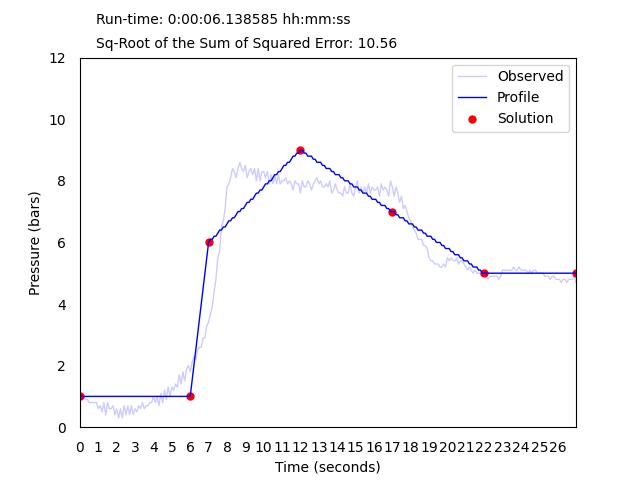 Run-time: 0:00:06.138585 hh:mm:ss
Sq-Root of the Sum of Squared Error: 10.56
Observed
Profile
Solution
12
10
8
6
4
2
0
Pressure (bars)
0 1 2 3 4 5 6 7 8 9 10 11 12 13 14 15 16 17 18 19 20 21 22 23 24 25 26
Time (seconds)